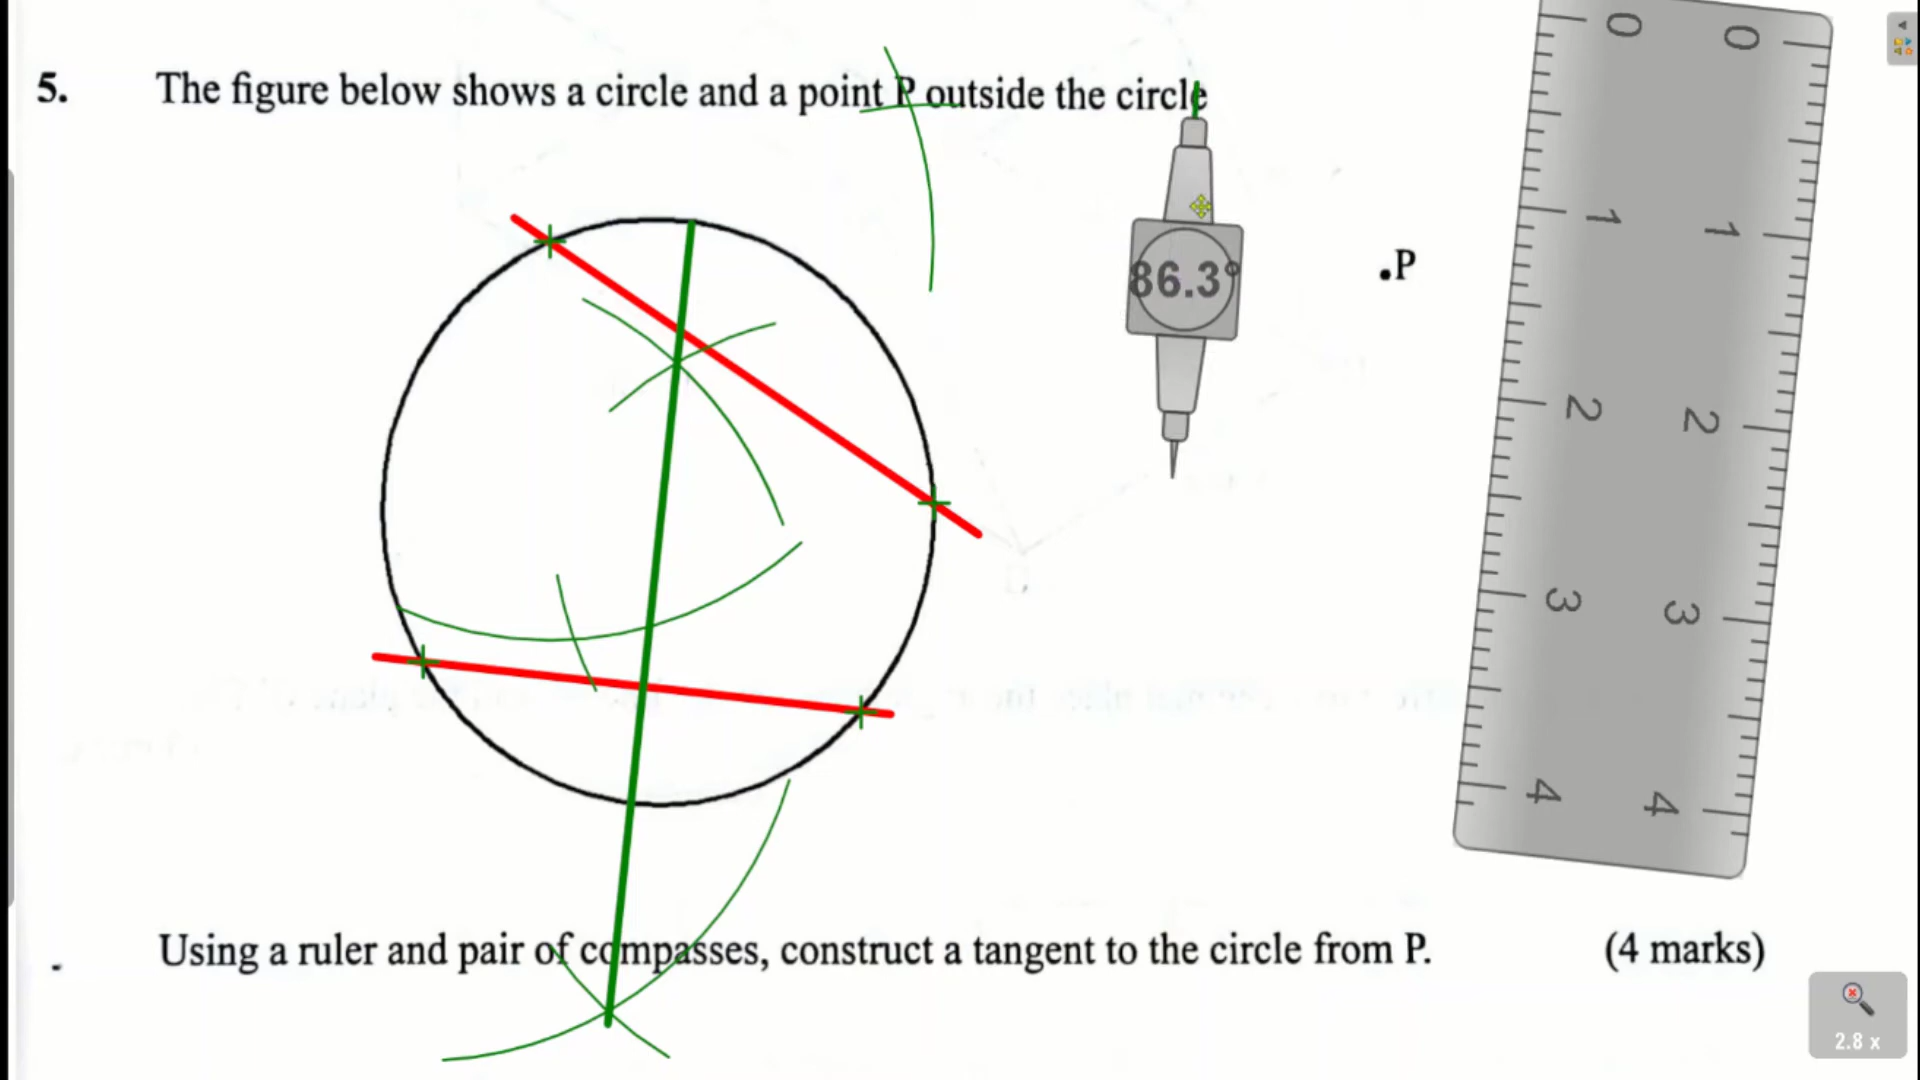 5. The figure below shows a circle and a point P outside the circle
86.3°
.P
0 0
1 1
2 2
3 3
4 4
Using a ruler and pair of compasses, construct a tangent to the circle from P. (4 marks)
2.8 x